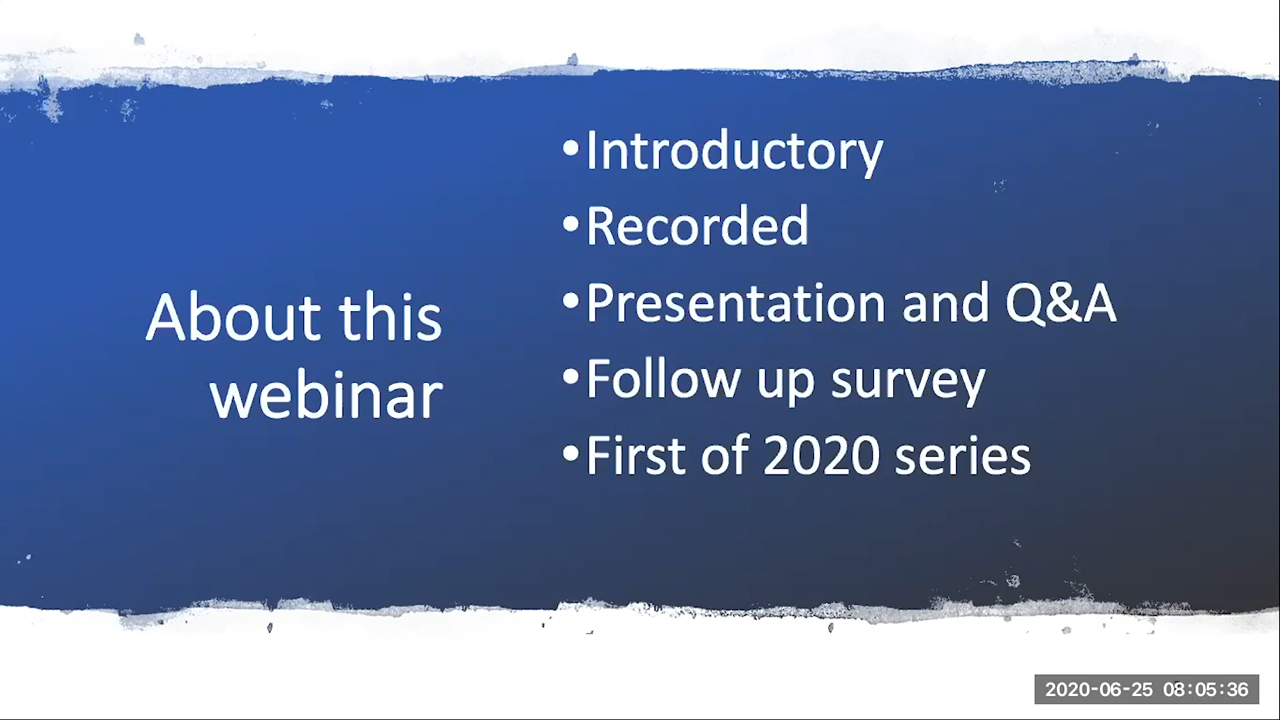 About this
webinar
•Introductory
•Recorded
•Presentation and Q&A
•Follow up survey
•First of 2020 series
2020-06-25 08:05:36